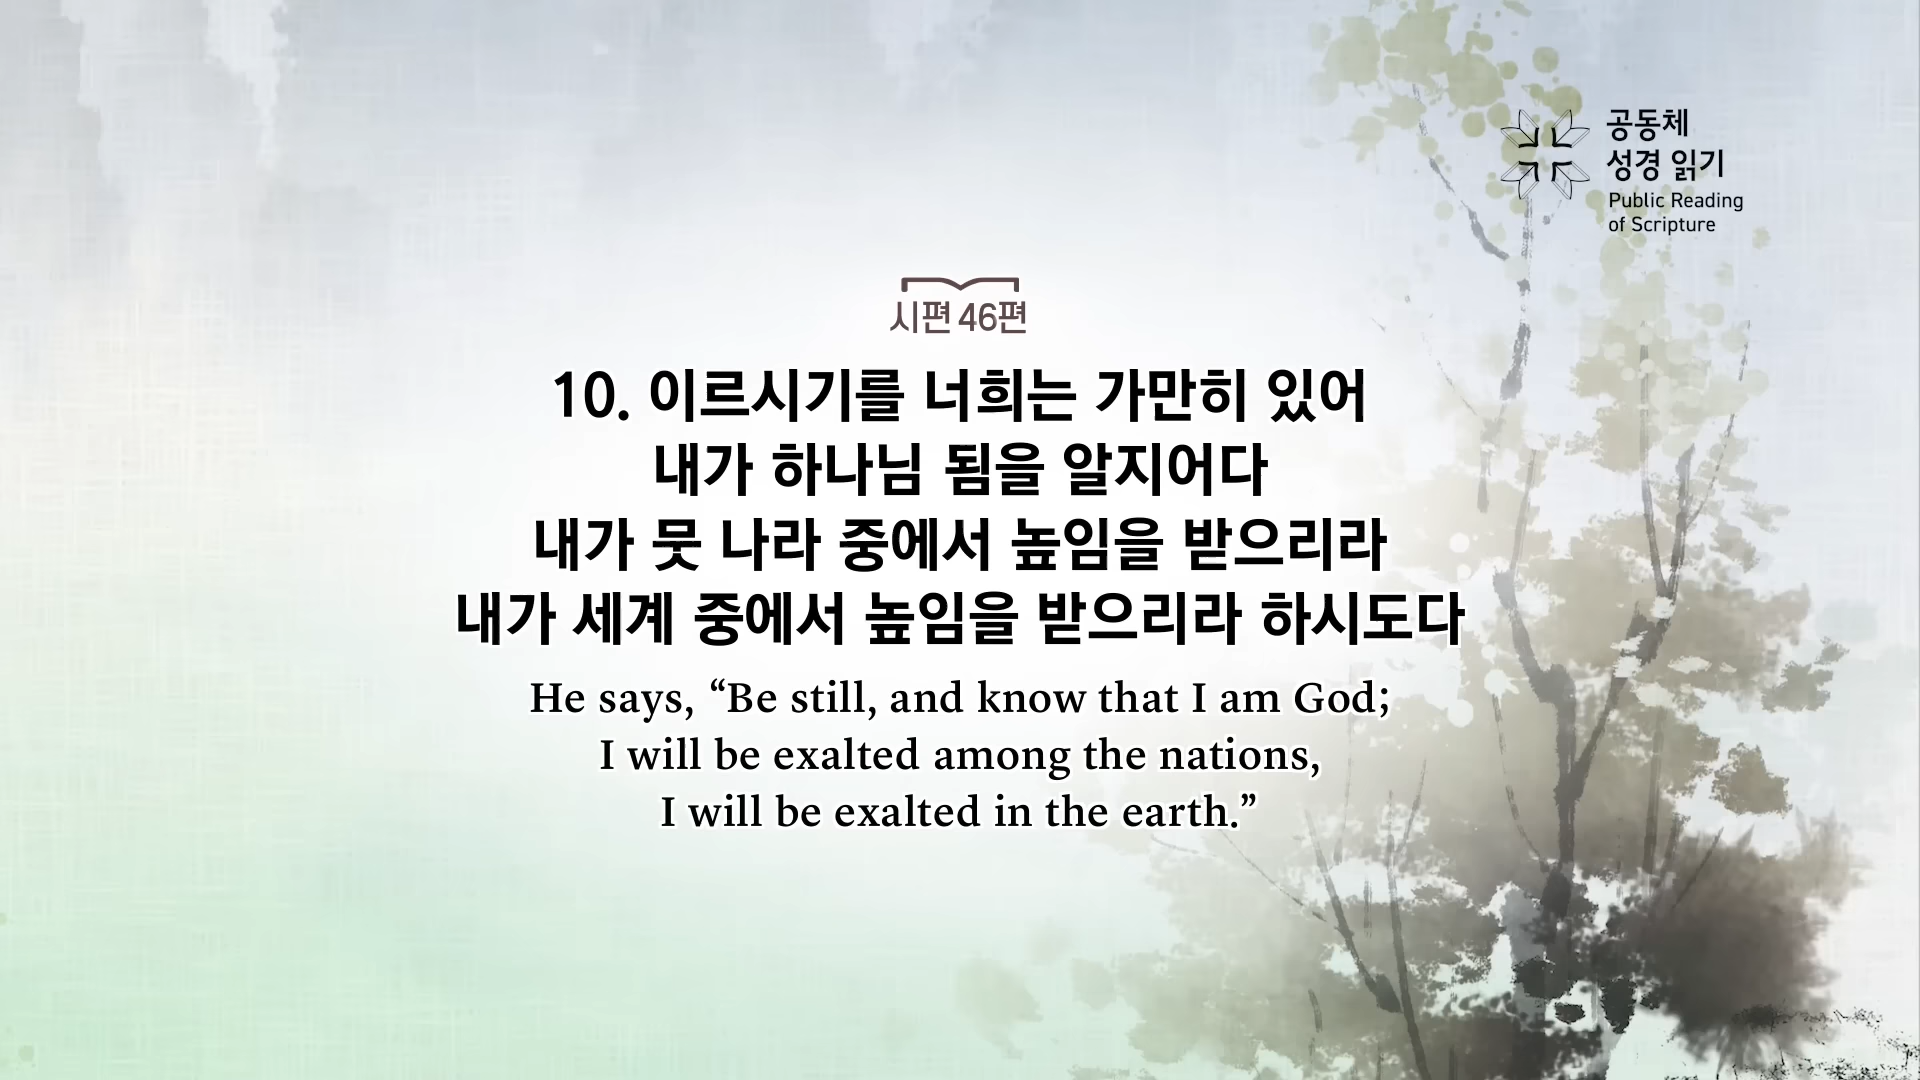 공동체
성경 읽기
Public Reading
of Scripture
시편 46편
10. 이르시기를 너희는 가만히 있어
내가 하나님 됨을 알지어다
내가 뭇 나라 중에서 높임을 받으리라
내가 세계 중에서 높임을 받으리라 하시도다
He says, “Be still, and know that I am God;
I will be exalted among the nations,
I will be exalted in the earth.”